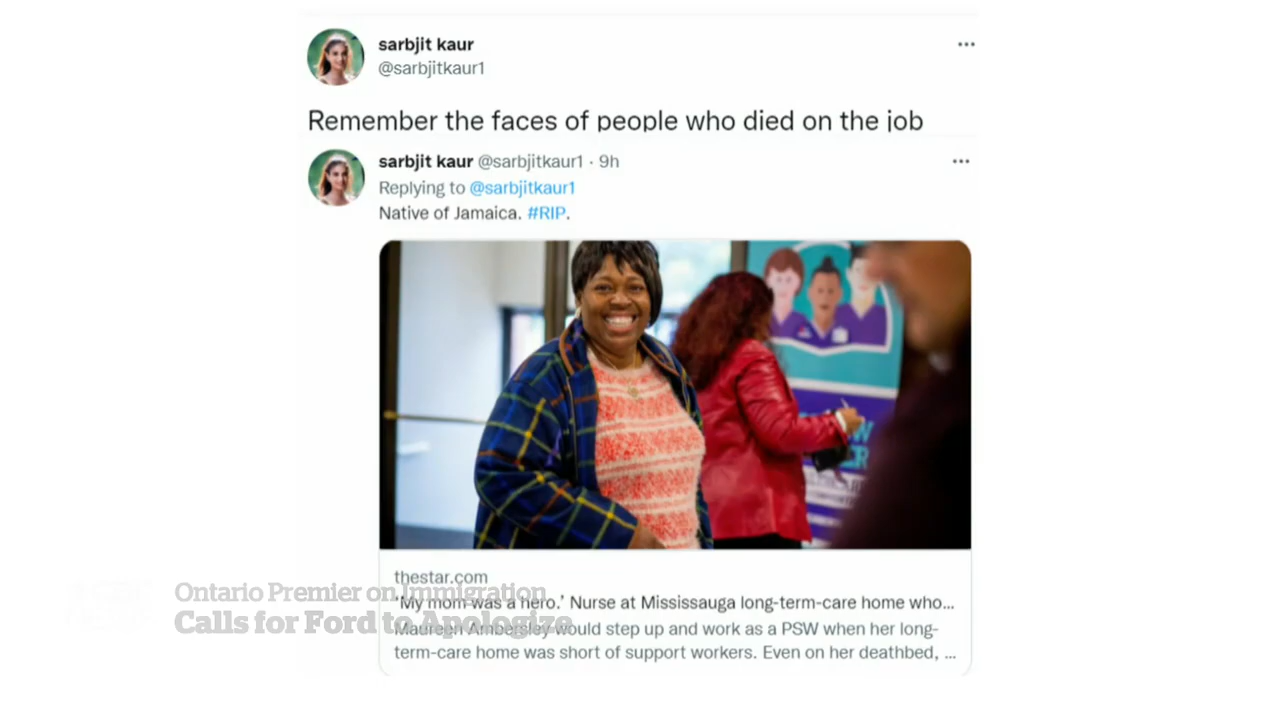 sarbjit kaur
@sarbjitkaur1
Remember the faces of people who died on the job
sarbjit kaur @sarbjitkaur1 · 9h
Replying to @sarbjitkaur1
Native of Jamaica. #RIP.
thestar.com
Ontario Premier on Immigration
'My mom was a hero.' Nurse at Mississauga long-term-care home who...
Calls for Ford to Apologize
Maureen Ambersley would step up and work as a PSW when her long-
term-care home was short of support workers. Even on her deathbed, ...